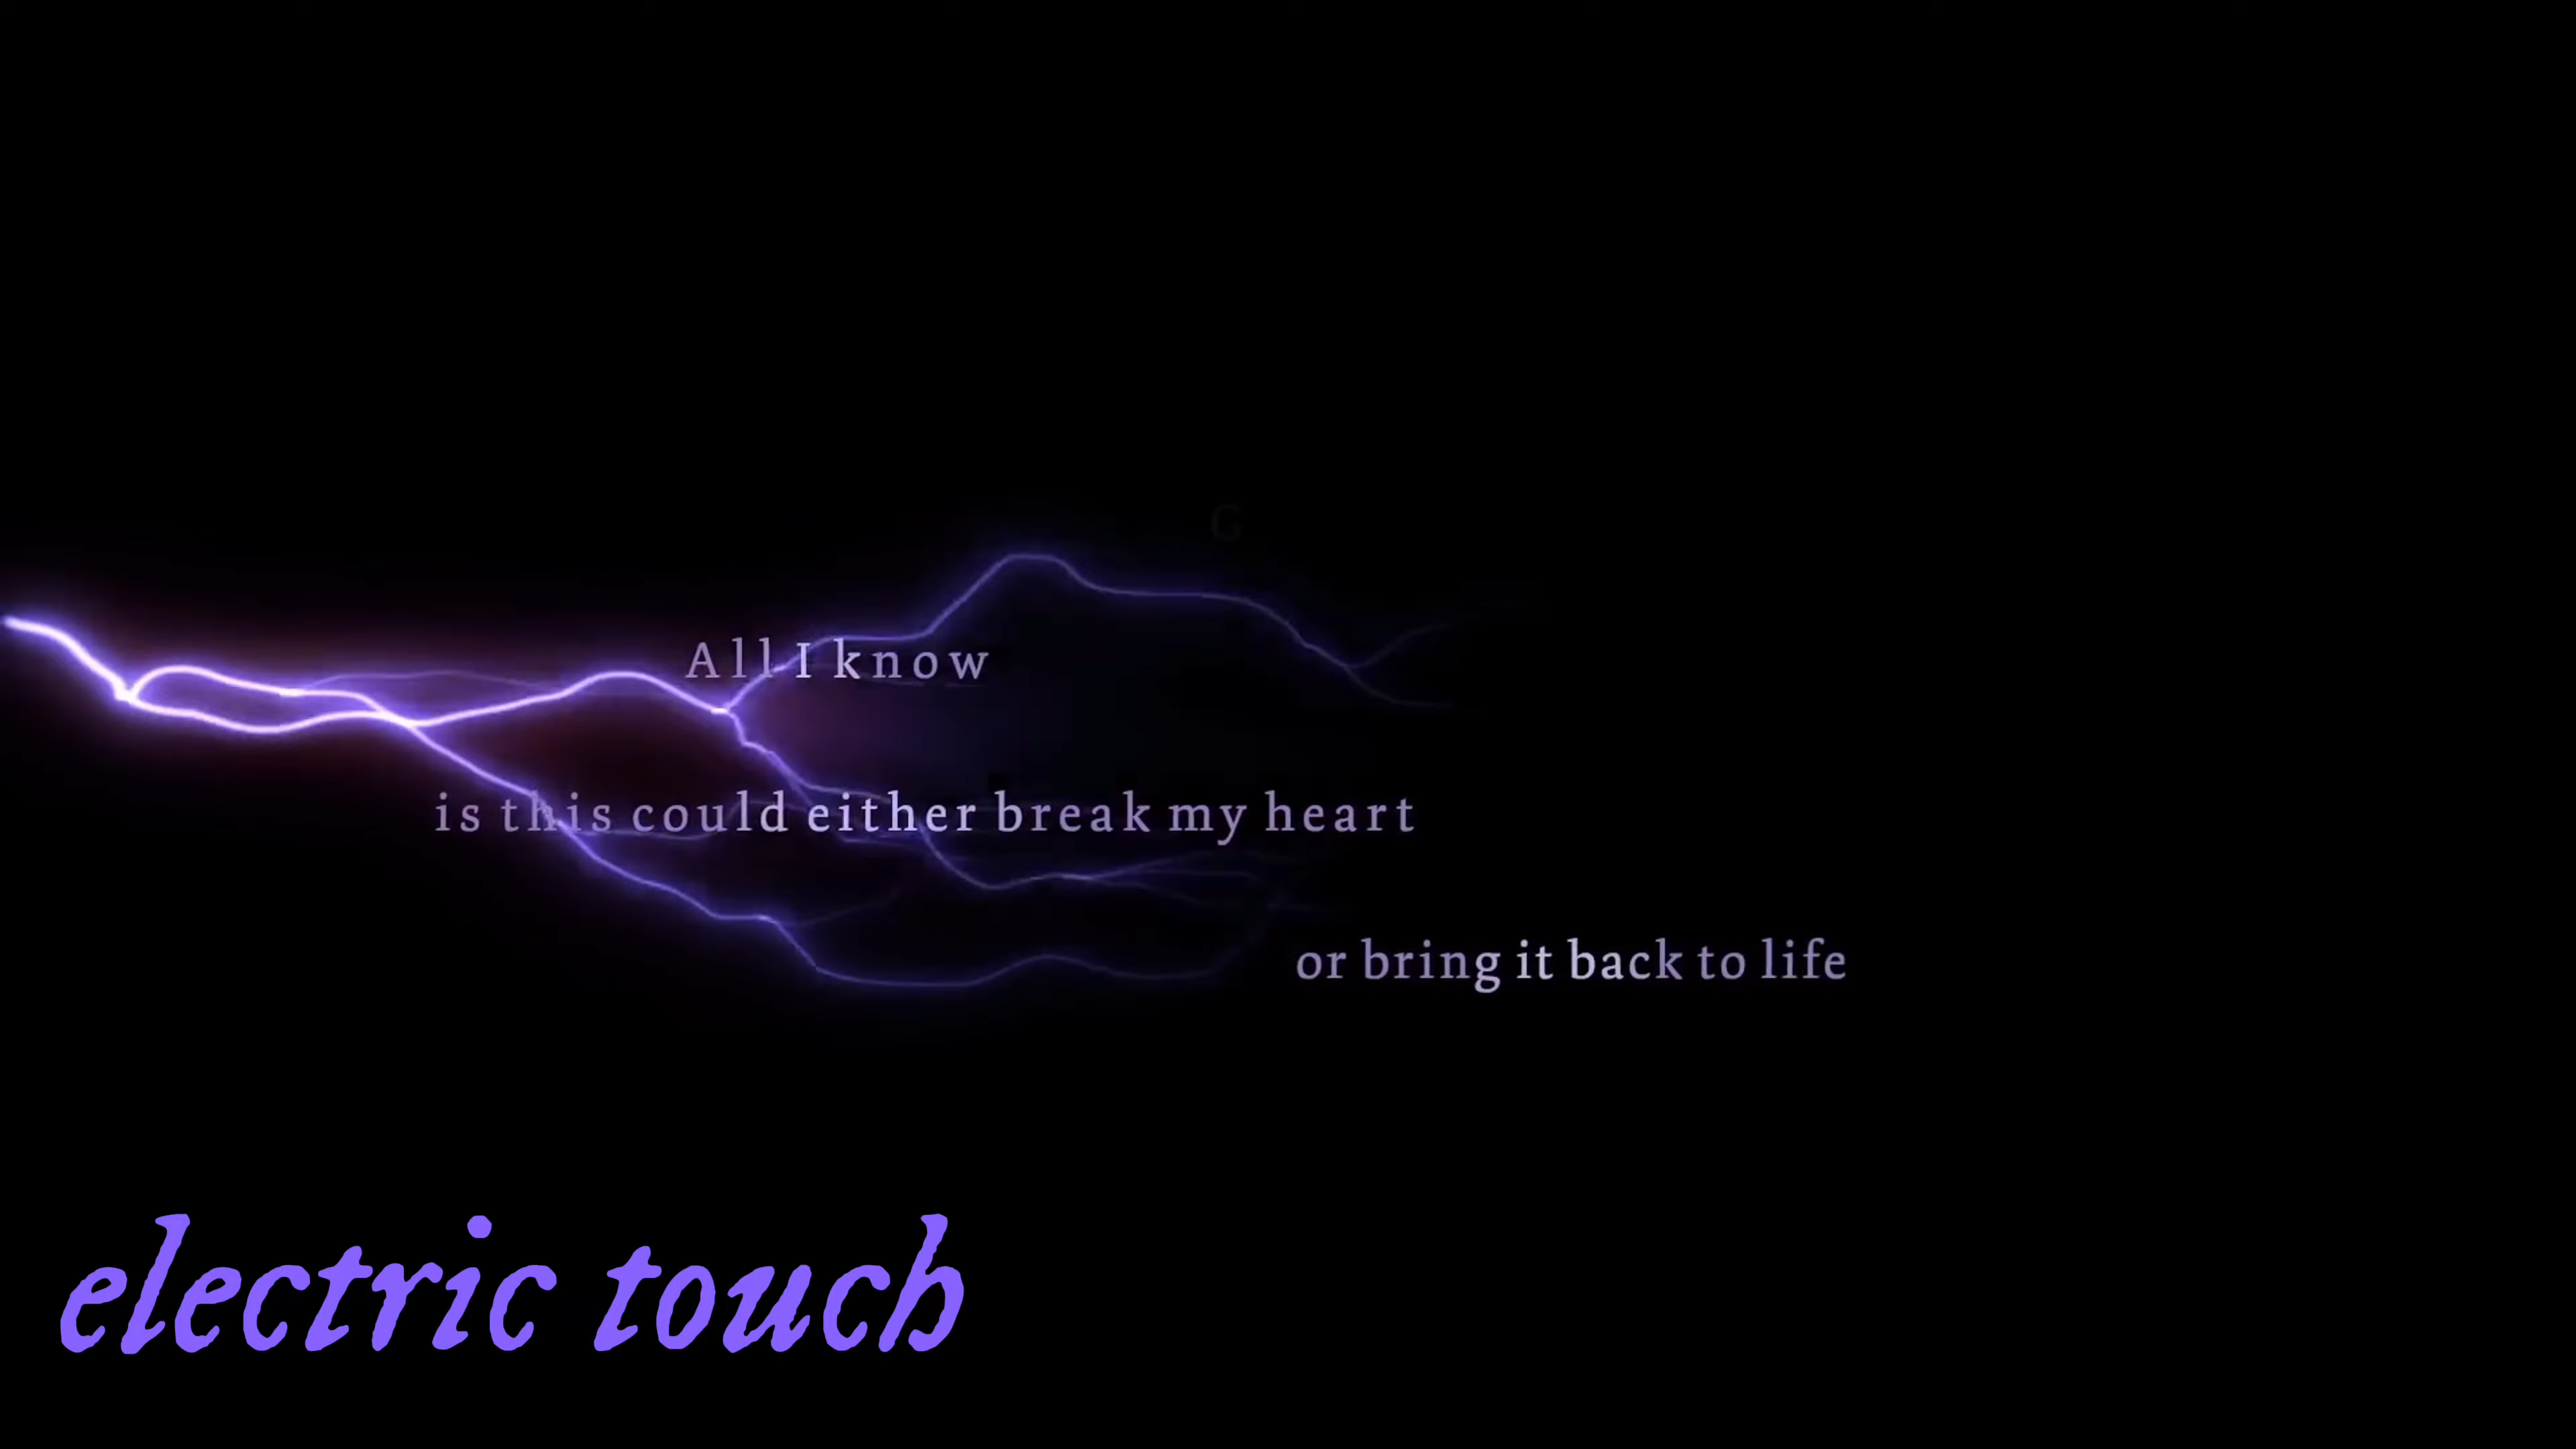 G
All I know
is this could either break my heart
or bring it back to life
electric touch